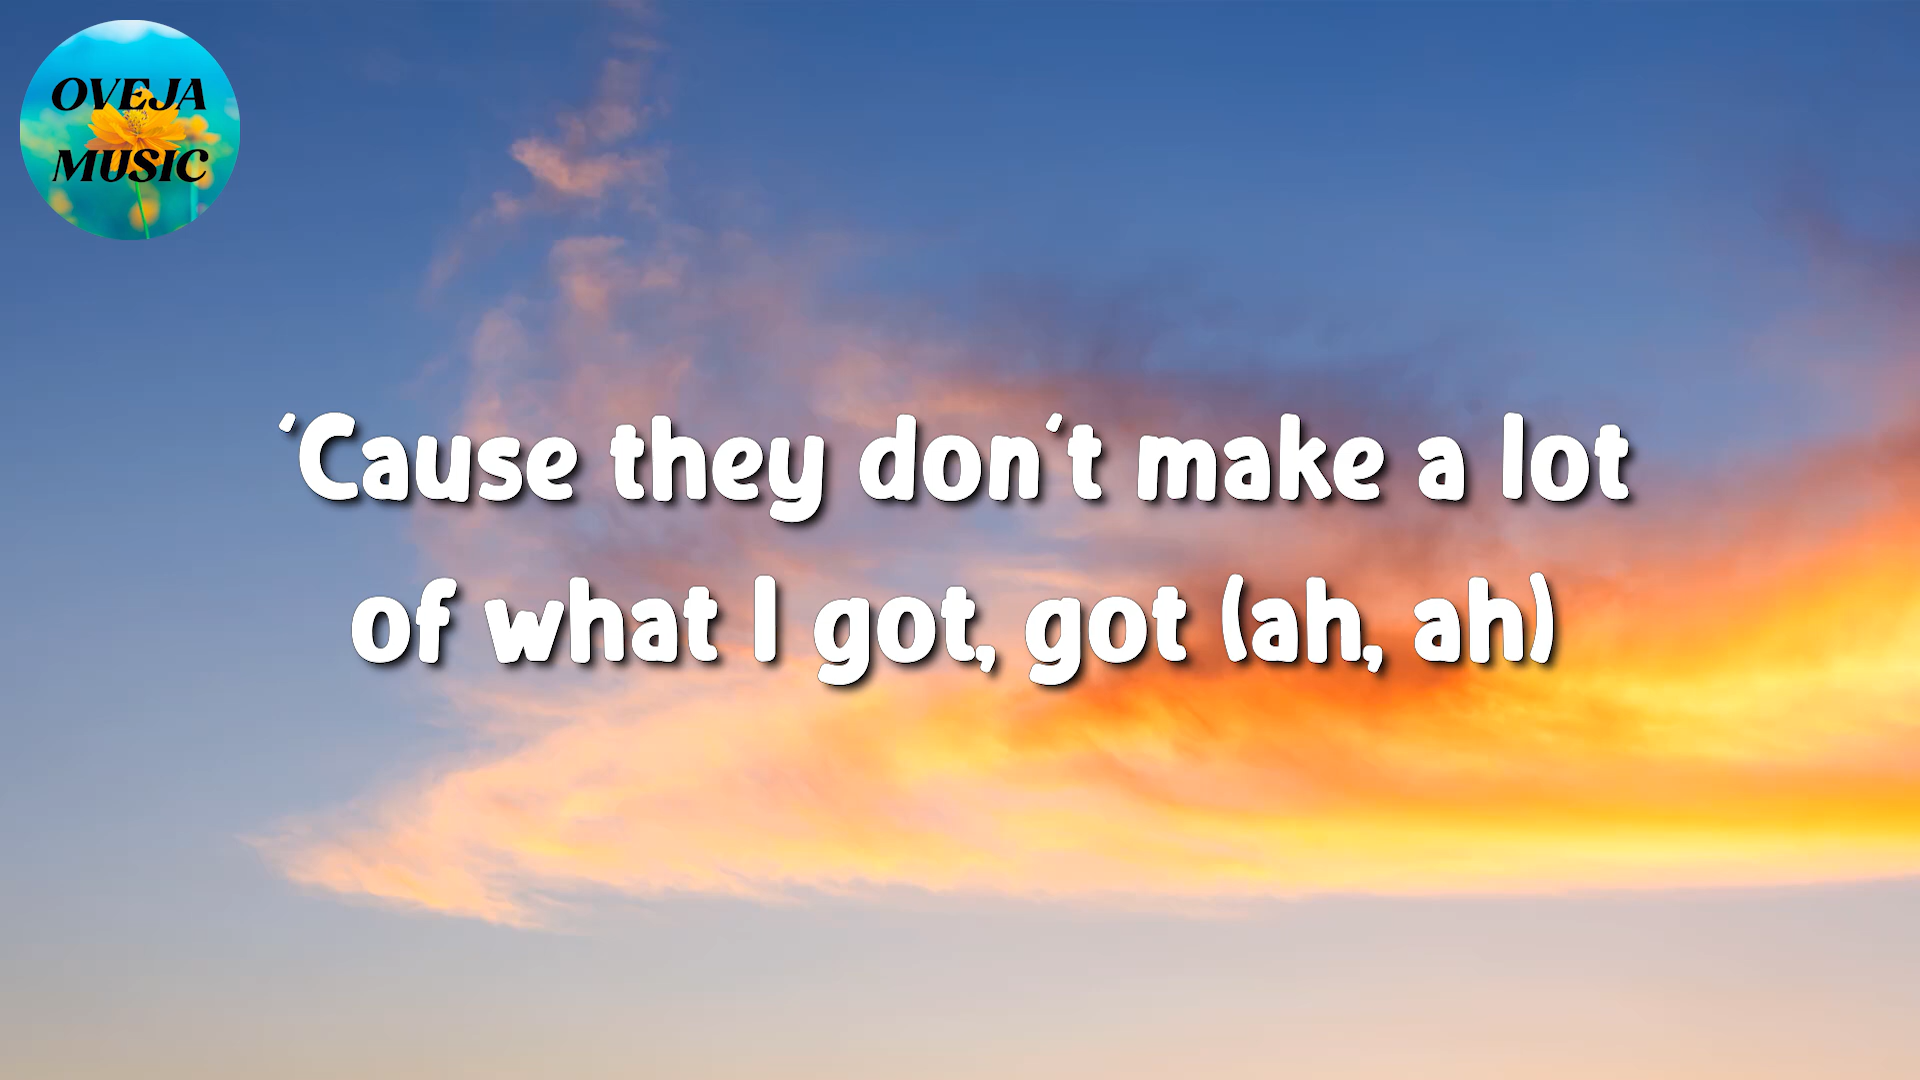 OVEJA
MUSIC
'Cause they don't make a lot
of what I got, got (ah, ah)